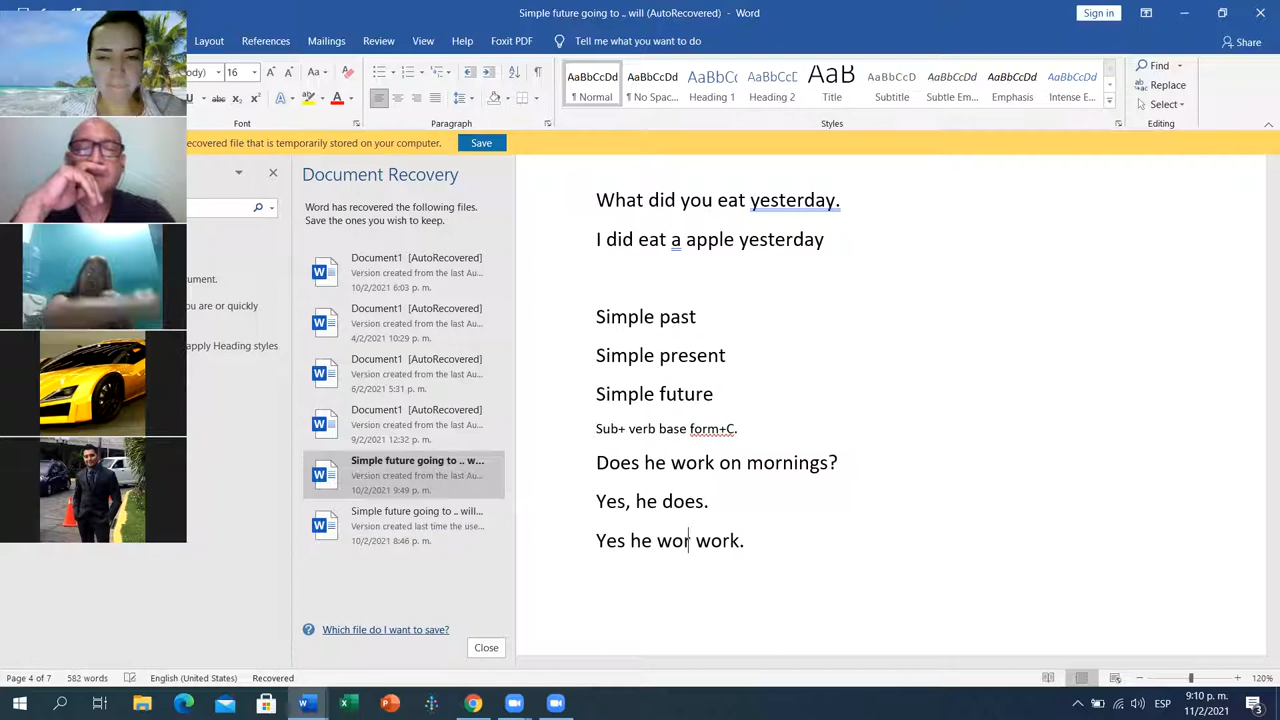 Simple future going to .. will (AutoRecovered) - Word
Sign in
Layout References Mailings Review View Help Foxit PDF Tell me what you want to do
Share
16
AaBbCcDd AaBbCcDd AaBbCc AaBbCcD AaB AaBbCcD AaBbCcDd AaBbCcDd AaBbCcDd
¶ Normal ¶ No Spac... Heading 1 Heading 2 Title Subtitle Subtle Em... Emphasis Intense E...
Find
Replace
Select
Font Paragraph Styles Editing
ecovered file that is temporarily stored on your computer. Save
cument.
you are or quickly
apply Heading styles
Document Recovery
Word has recovered the following files.
Save the ones you wish to keep.
Document1 [AutoRecovered]
Version created from the last Au...
10/2/2021 6:03 p. m.
Document1 [AutoRecovered]
Version created from the last Au...
4/2/2021 10:29 p. m.
Document1 [AutoRecovered]
Version created from the last Au...
6/2/2021 5:31 p. m.
Document1 [AutoRecovered]
Version created from the last Au...
9/2/2021 12:32 p. m.
Simple future going to .. w...
Version created from the last Au...
10/2/2021 9:49 p. m.
Simple future going to .. will...
Version created last time the use...
10/2/2021 8:46 p. m.
Which file do I want to save?
Close
What did you eat yesterday.
I did eat a apple yesterday
Simple past
Simple present
Simple future
Sub+ verb base form+C.
Does he work on mornings?
Yes, he does.
Yes he wor work.
Page 4 of 7 582 words English (United States) Recovered
120%
9:10 p. m.
11/2/2021
3